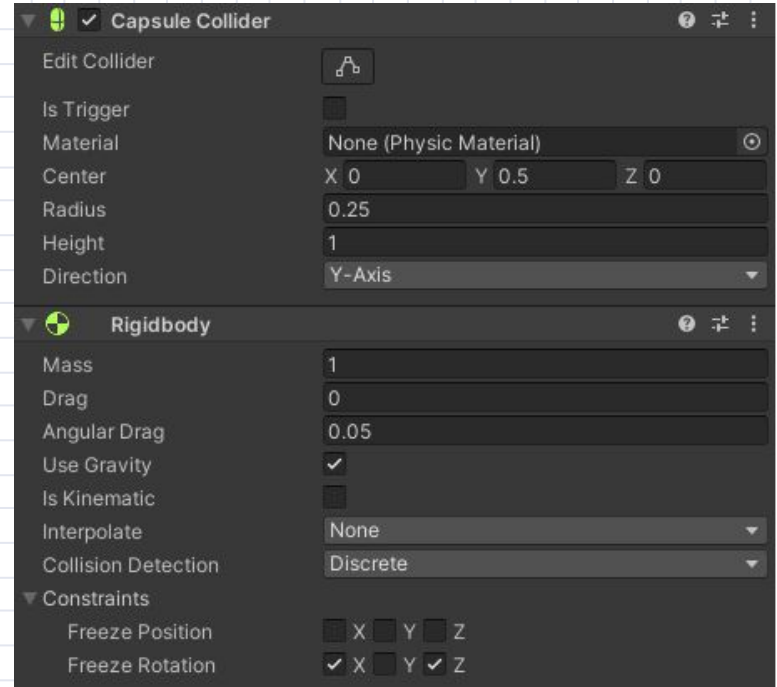 Capsule Collider
Edit Collider
Is Trigger
Material None (Physic Material)
Center X 0 Y 0.5 Z 0
Radius 0.25
Height 1
Direction Y-Axis
Rigidbody
Mass 1
Drag 0
Angular Drag 0.05
Use Gravity
Is Kinematic
Interpolate None
Collision Detection Discrete
Constraints
Freeze Position X Y Z
Freeze Rotation X Y Z